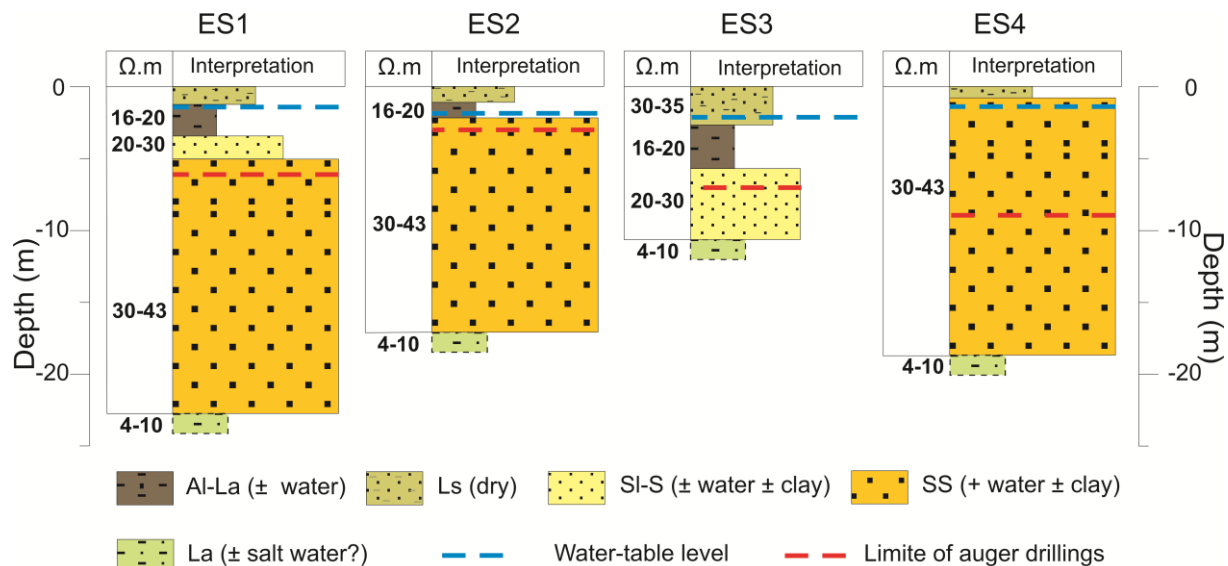 ES1
ES2
ES3
ES4
Ω.m
Interpretation
Ω.m
Interpretation
Ω.m
Interpretation
Ω.m
Interpretation
Depth (m)
0
-10
-20
16-20
20-30
30-43
4-10
16-20
30-43
4-10
30-35
16-20
20-30
4-10
30-43
4-10
0
-10
-20
Depth (m)
Al-La (± water)
Ls (dry)
Sl-S (± water ± clay)
SS (+ water ± clay)
La (± salt water?)
Water-table level
Limite of auger drillings